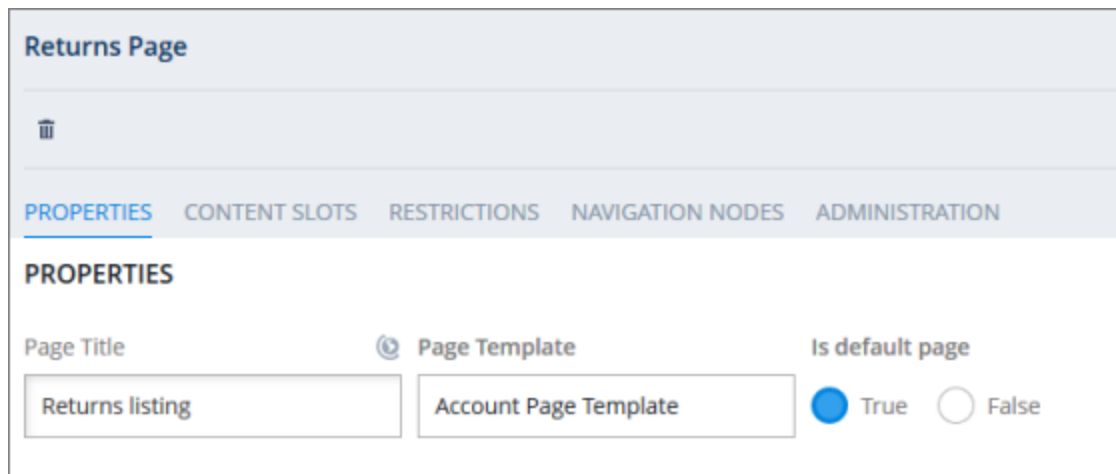 Returns Page
PROPERTIES CONTENT SLOTS RESTRICTIONS NAVIGATION NODES ADMINISTRATION
PROPERTIES
Page Title Page Template Is default page
Returns listing Account Page Template True False